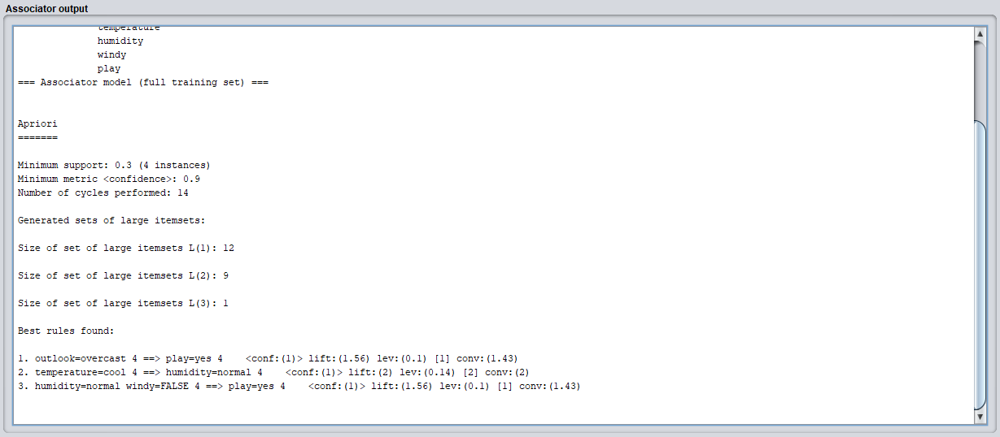 Associator output
temperature
humidity
windy
play
=== Associator model (full training set) ===
Apriori
=======
Minimum support: 0.3 (4 instances)
Minimum metric <confidence>: 0.9
Number of cycles performed: 14
Generated sets of large itemsets:
Size of set of large itemsets L(1): 12
Size of set of large itemsets L(2): 9
Size of set of large itemsets L(3): 1
Best rules found:
1. outlook=overcast 4 ==> play=yes 4    <conf:(1)> lift:(1.56) lev:(0.1) [1] conv:(1.43)
2. temperature=cool 4 ==> humidity=normal 4    <conf:(1)> lift:(2) lev:(0.14) [2] conv:(2)
3. humidity=normal windy=FALSE 4 ==> play=yes 4    <conf:(1)> lift:(1.56) lev:(0.1) [1] conv:(1.43)